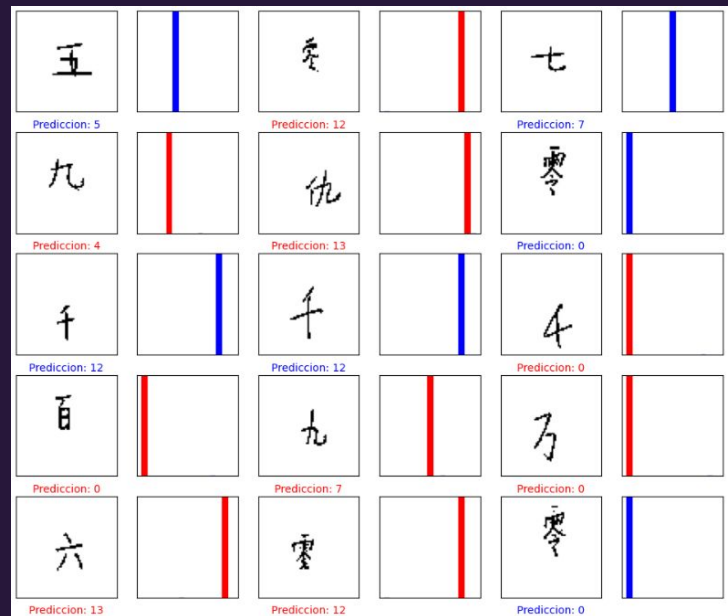 五 零 七
Prediccion: 5 Prediccion: 12 Prediccion: 7
九 仇 零
Prediccion: 4 Prediccion: 13 Prediccion: 0
千 千
Prediccion: 12 Prediccion: 12 Prediccion: 0
百 九 万
Prediccion: 0 Prediccion: 7 Prediccion: 0
六 零 零
Prediccion: 13 Prediccion: 12 Prediccion: 0